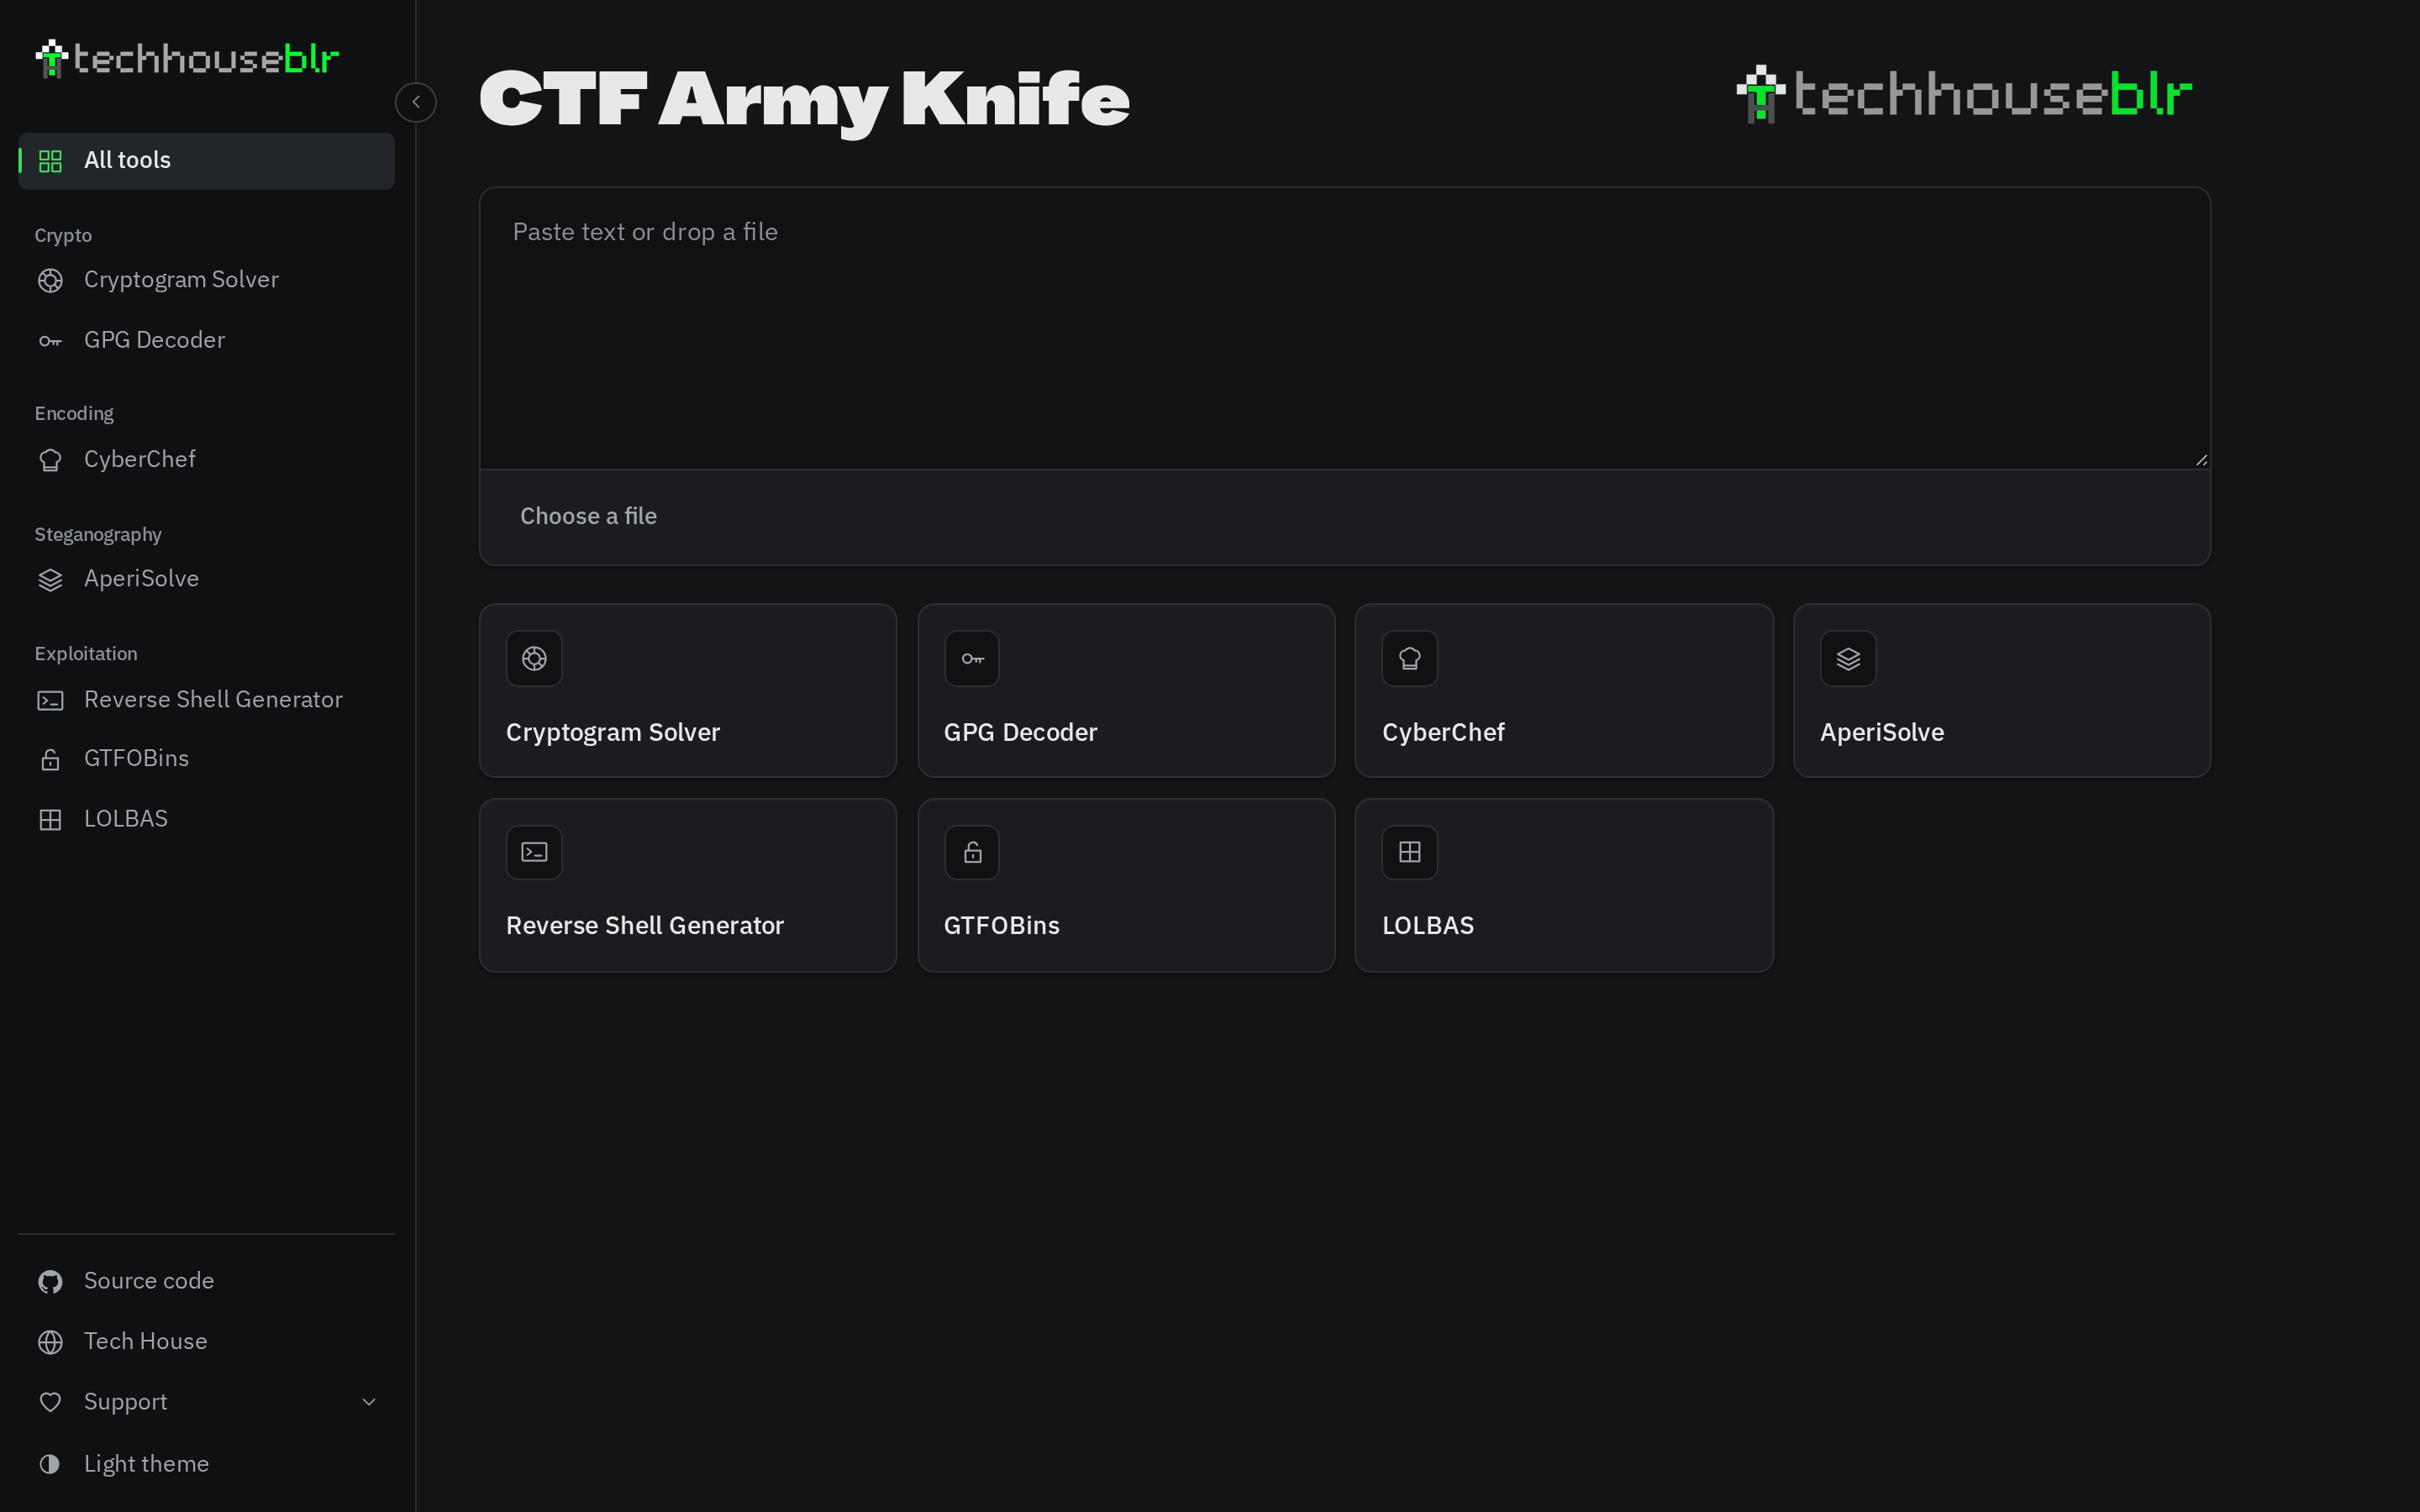 techhouseblr
All tools
Crypto
Cryptogram Solver
GPG Decoder
Encoding
CyberChef
Steganography
AperiSolve
Exploitation
Reverse Shell Generator
GTFOBins
LOLBAS
Source code
Tech House
Support
Light theme
CTF Army Knife
techhouseblr
Paste text or drop a file
Choose a file
Cryptogram Solver
GPG Decoder
CyberChef
AperiSolve
Reverse Shell Generator
GTFOBins
LOLBAS